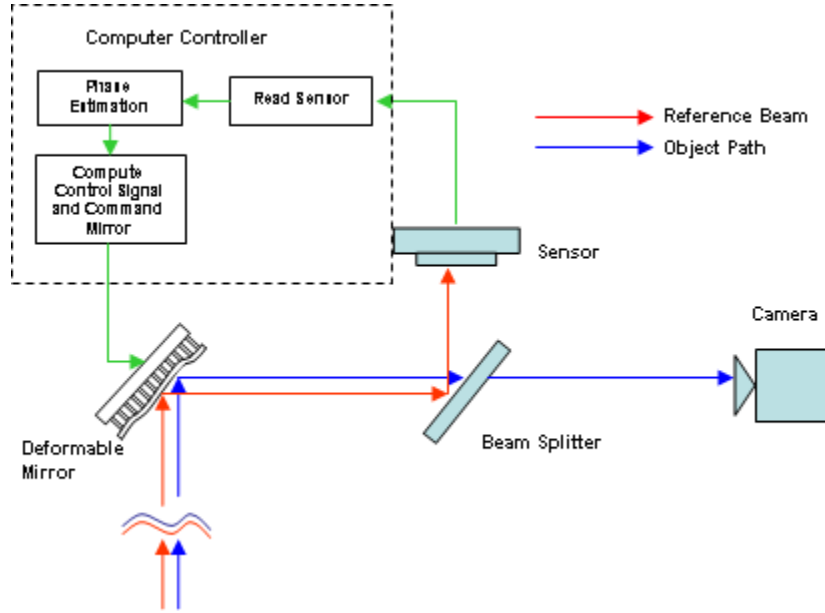 Computer Controller
Phase
Estimation
Read Sensor
Compute
Control Signal
and Command
Mirror
Reference Beam
Object Path
Sensor
Camera
Deformable
Mirror
Beam Splitter